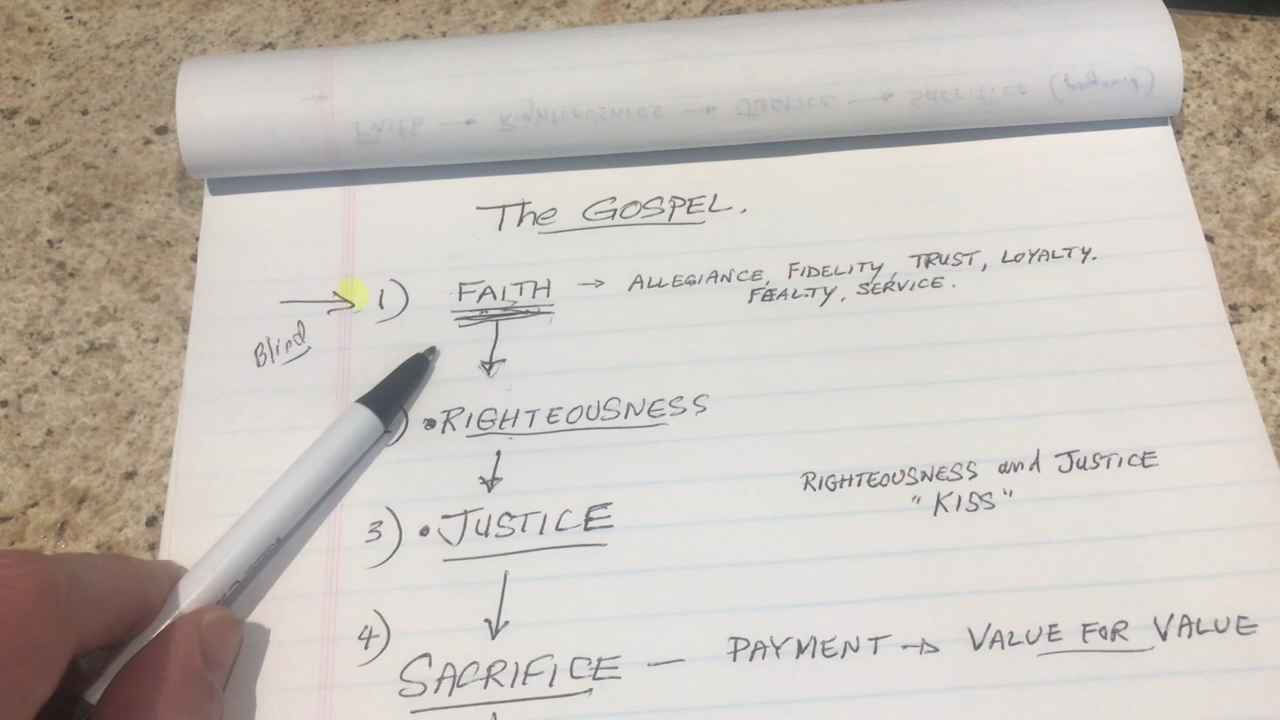 The GOSPEL.
1) FAITH → ALLEGIANCE, FIDELITY, TRUST, LOYALTY.
FEALTY, SERVICE.
Blind
) • RIGHTEOUSNESS
RIGHTEOUSNESS and JUSTICE
"KISS"
3) • JUSTICE
4) SACRIFICE — PAYMENT → VALUE FOR VALUE